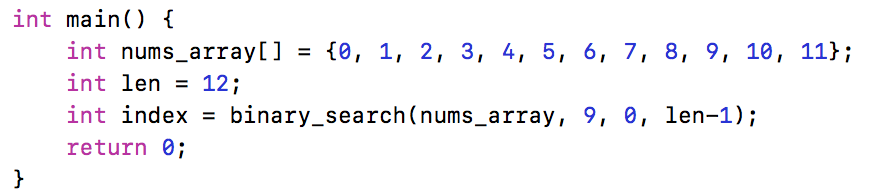 int main() {
    int nums_array[] = {0, 1, 2, 3, 4, 5, 6, 7, 8, 9, 10, 11};
    int len = 12;
    int index = binary_search(nums_array, 9, 0, len-1);
    return 0;
}